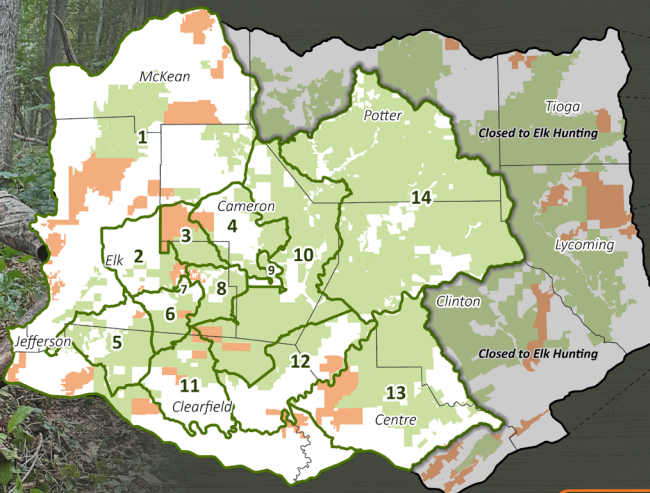 McKean
Potter
Tioga
1
Closed to Elk Hunting
Cameron
14
4
3
Lycoming
2
10
Elk
9
7
8
Clinton
6
Jefferson
5
Closed to Elk Hunting
12
11
13
Clearfield
Centre